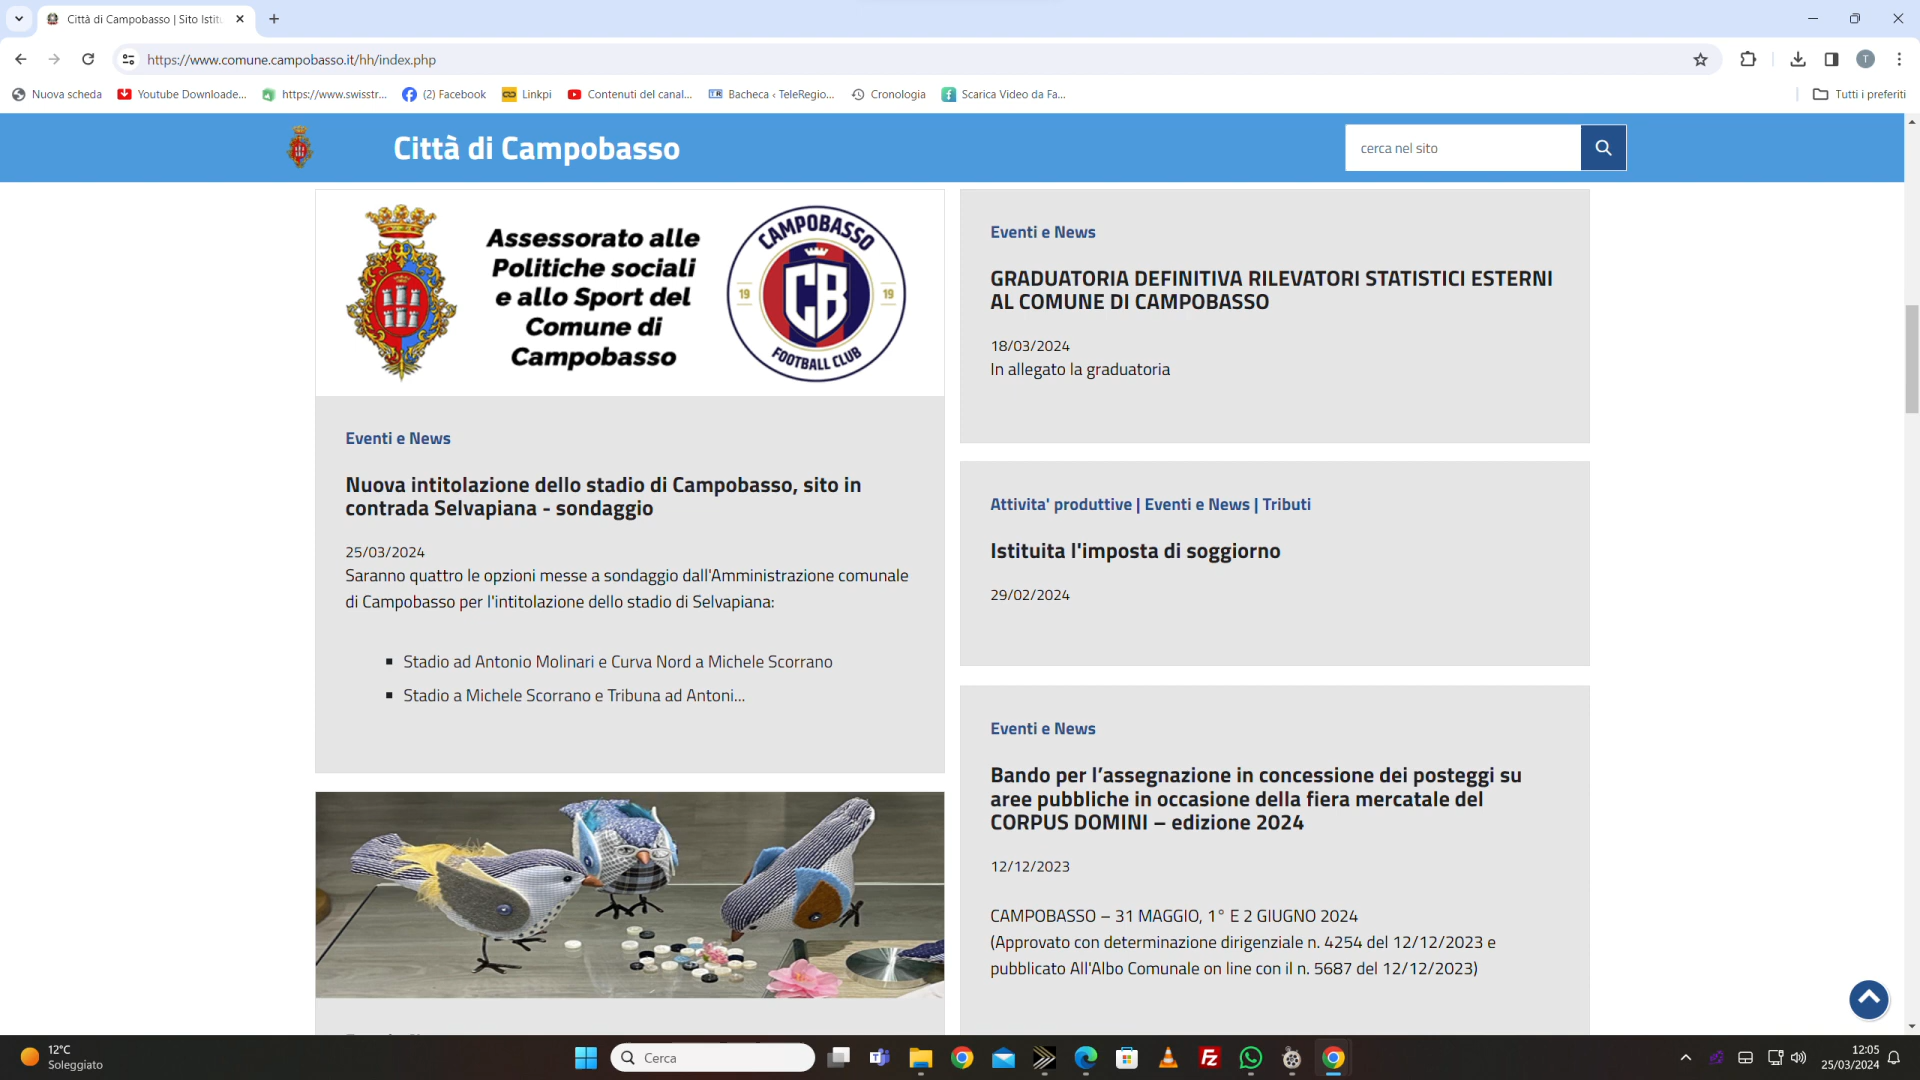 Città di Campobasso | Sito Istitu
https://www.comune.campobasso.it/hh/index.php
Nuova scheda
Youtube Downloade...
https://www.swisstr...
(2) Facebook
Linkpi
Contenuti del canal...
Bacheca ‹ TeleRegio...
Cronologia
Scarica Video da Fa...
Tutti i preferiti
Città di Campobasso
cerca nel sito
Assessorato alle
Politiche sociali
e allo Sport del
Comune di
Campobasso
CAMPOBASSO
19
CB
19
FOOTBALL CLUB
Eventi e News
Nuova intitolazione dello stadio di Campobasso, sito in
contrada Selvapiana - sondaggio
25/03/2024
Saranno quattro le opzioni messe a sondaggio dall'Amministrazione comunale
di Campobasso per l'intitolazione dello stadio di Selvapiana:
Stadio ad Antonio Molinari e Curva Nord a Michele Scorrano
Stadio a Michele Scorrano e Tribuna ad Antoni...
Eventi e News
GRADUATORIA DEFINITIVA RILEVATORI STATISTICI ESTERNI
AL COMUNE DI CAMPOBASSO
18/03/2024
In allegato la graduatoria
Attivita' produttive | Eventi e News | Tributi
Istituita l'imposta di soggiorno
29/02/2024
Eventi e News
Bando per l’assegnazione in concessione dei posteggi su
aree pubbliche in occasione della fiera mercatale del
CORPUS DOMINI – edizione 2024
12/12/2023
CAMPOBASSO – 31 MAGGIO, 1° E 2 GIUGNO 2024
(Approvato con determinazione dirigenziale n. 4254 del 12/12/2023 e
pubblicato All'Albo Comunale on line con il n. 5687 del 12/12/2023)
12°C
Soleggiato
Cerca
12:05
25/03/2024